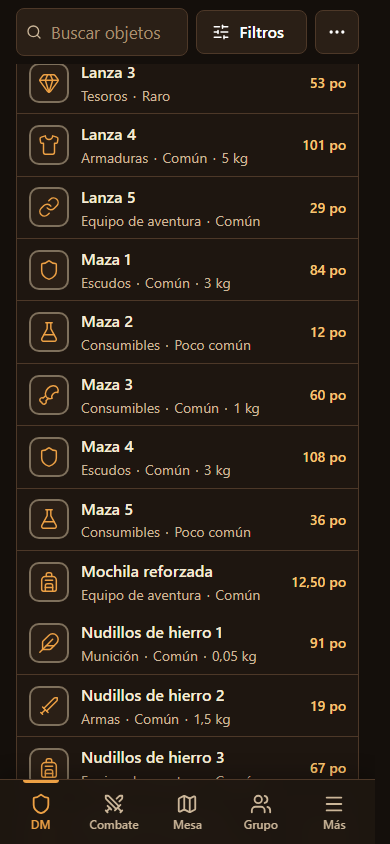 Buscar objetos
Filtros
Lanza 3
Tesoros · Raro
53 po
Lanza 4
Armaduras · Común · 5 kg
101 po
Lanza 5
Equipo de aventura · Común
29 po
Maza 1
Escudos · Común · 3 kg
84 po
Maza 2
Consumibles · Poco común
12 po
Maza 3
Consumibles · Común · 1 kg
60 po
Maza 4
Escudos · Común · 3 kg
108 po
Maza 5
Consumibles · Poco común
36 po
Mochila reforzada
Equipo de aventura · Común
12,50 po
Nudillos de hierro 1
Munición · Común · 0,05 kg
91 po
Nudillos de hierro 2
Armas · Común · 1,5 kg
19 po
Nudillos de hierro 3
67 po
DM
Combate
Mesa
Grupo
Más